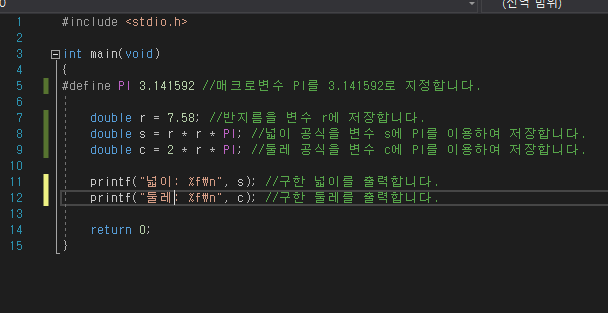 (전역 범위)
1 #include <stdio.h>
2
3 int main(void)
4 {
5 #define PI 3.141592 //매크로변수 PI를 3.141592로 지정합니다.
6
7 double r = 7.58; //반지름을 변수 r에 저장합니다.
8 double s = r * r * PI; //넓이 공식을 변수 s에 PI를 이용하여 저장합니다.
9 double c = 2 * r * PI; //둘레 공식을 변수 c에 PI를 이용하여 저장합니다.
10
11 printf("넓이: %f₩n", s); //구한 넓이를 출력합니다.
12 printf("둘레: %f₩n", c); //구한 둘레를 출력합니다.
13
14 return 0;
15 }